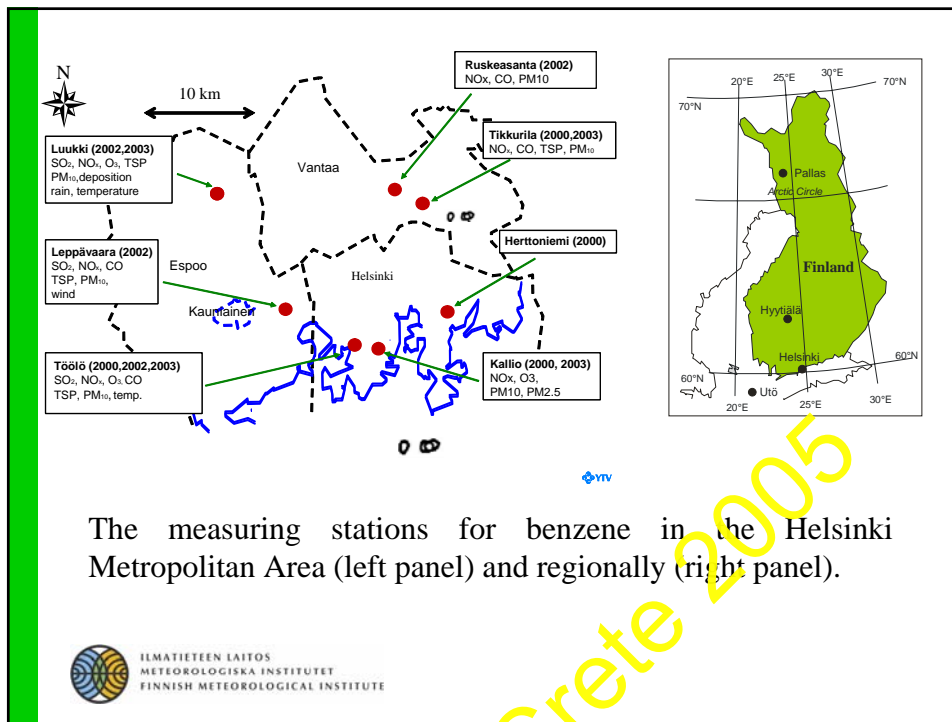 N
10 km
Ruskeasanta (2002)
NOx, CO, PM10
Tikkurila (2000,2003)
NOₓ, CO, TSP, PM₁₀
Luukki (2002,2003)
SO₂, NOₓ, O₃, TSP
PM₁₀,deposition
rain, temperature
Vantaa
Leppävaara (2002)
SO₂, NOₓ, CO
TSP, PM₁₀,
wind
Espoo
Helsinki
Herttoniemi (2000)
Kauniainen
Töölö (2000,2002,2003)
SO₂, NOₓ, O₃, CO
TSP, PM₁₀, temp.
Kallio (2000, 2003)
NOx, O3,
PM10, PM2.5
YTV
20°E 25°E 30°E
70°N 70°N
Pallas
Arctic Circle
Finland
Hyytiälä
Helsinki
60°N 60°N
Utö
20°E 25°E 30°E
The measuring stations for benzene in the Helsinki
Metropolitan Area (left panel) and regionally (right panel).
Crete 2005
ILMATIETEEN LAITOS
METEOROLOGISKA INSTITUTET
FINNISH METEOROLOGICAL INSTITUTE